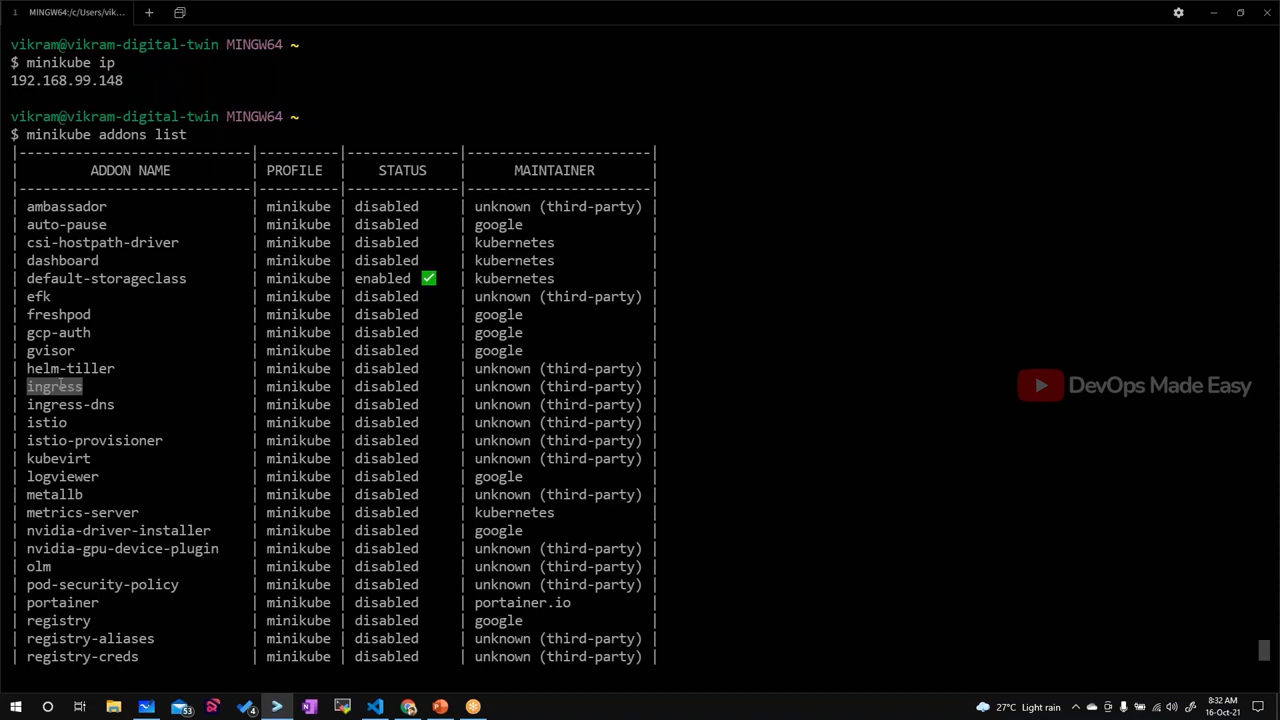 1 MINGW64:/c/Users/vik...
vikram@vikram-digital-twin MINGW64 ~
$ minikube ip
192.168.99.148
vikram@vikram-digital-twin MINGW64 ~
$ minikube addons list
|-----------------------------|----------|--------------|-----------------------|
| ADDON NAME | PROFILE | STATUS | MAINTAINER |
|-----------------------------|----------|--------------|-----------------------|
| ambassador | minikube | disabled | unknown (third-party) |
| auto-pause | minikube | disabled | google |
| csi-hostpath-driver | minikube | disabled | kubernetes |
| dashboard | minikube | disabled | kubernetes |
| default-storageclass | minikube | enabled ✅ | kubernetes |
| efk | minikube | disabled | unknown (third-party) |
| freshpod | minikube | disabled | google |
| gcp-auth | minikube | disabled | google |
| gvisor | minikube | disabled | google |
| helm-tiller | minikube | disabled | unknown (third-party) |
| ingress | minikube | disabled | unknown (third-party) |
| ingress-dns | minikube | disabled | unknown (third-party) |
| istio | minikube | disabled | unknown (third-party) |
| istio-provisioner | minikube | disabled | unknown (third-party) |
| kubevirt | minikube | disabled | unknown (third-party) |
| logviewer | minikube | disabled | google |
| metallb | minikube | disabled | unknown (third-party) |
| metrics-server | minikube | disabled | kubernetes |
| nvidia-driver-installer | minikube | disabled | google |
| nvidia-gpu-device-plugin | minikube | disabled | unknown (third-party) |
| olm | minikube | disabled | unknown (third-party) |
| pod-security-policy | minikube | disabled | unknown (third-party) |
| portainer | minikube | disabled | portainer.io |
| registry | minikube | disabled | google |
| registry-aliases | minikube | disabled | unknown (third-party) |
| registry-creds | minikube | disabled | unknown (third-party) |
DevOps Made Easy
53
4
27°C Light rain
8:32 AM
16-Oct-21